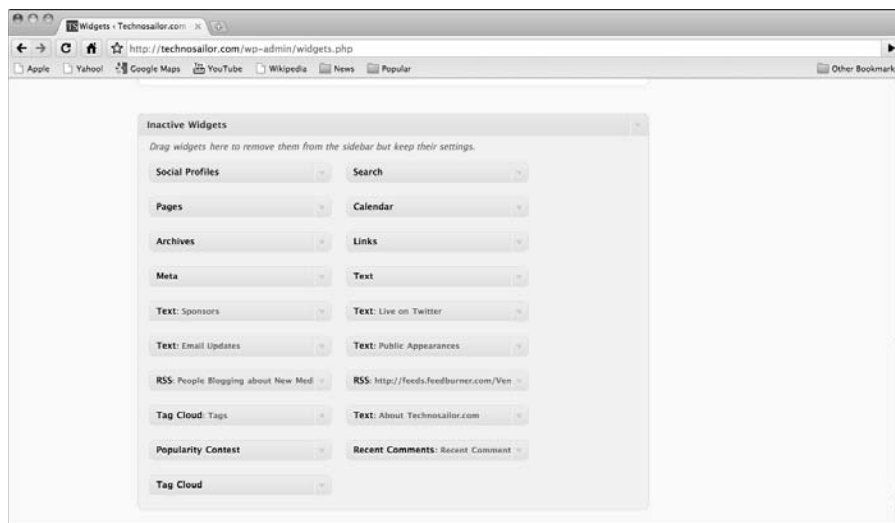 TS Widgets ‹ Technosailor.com
http://technosailor.com/wp-admin/widgets.php
Apple Yahoo! Google Maps YouTube Wikipedia News Popular Other Bookmark
Inactive Widgets
Drag widgets here to remove them from the sidebar but keep their settings.
Social Profiles Search
Pages Calendar
Archives Links
Meta Text
Text: Sponsors Text: Live on Twitter
Text: Email Updates Text: Public Appearances
RSS: People Blogging about New Med RSS: http://feeds.feedburner.com/Ven
Tag Cloud: Tags Text: About Technosailor.com
Popularity Contest Recent Comments: Recent Comment
Tag Cloud